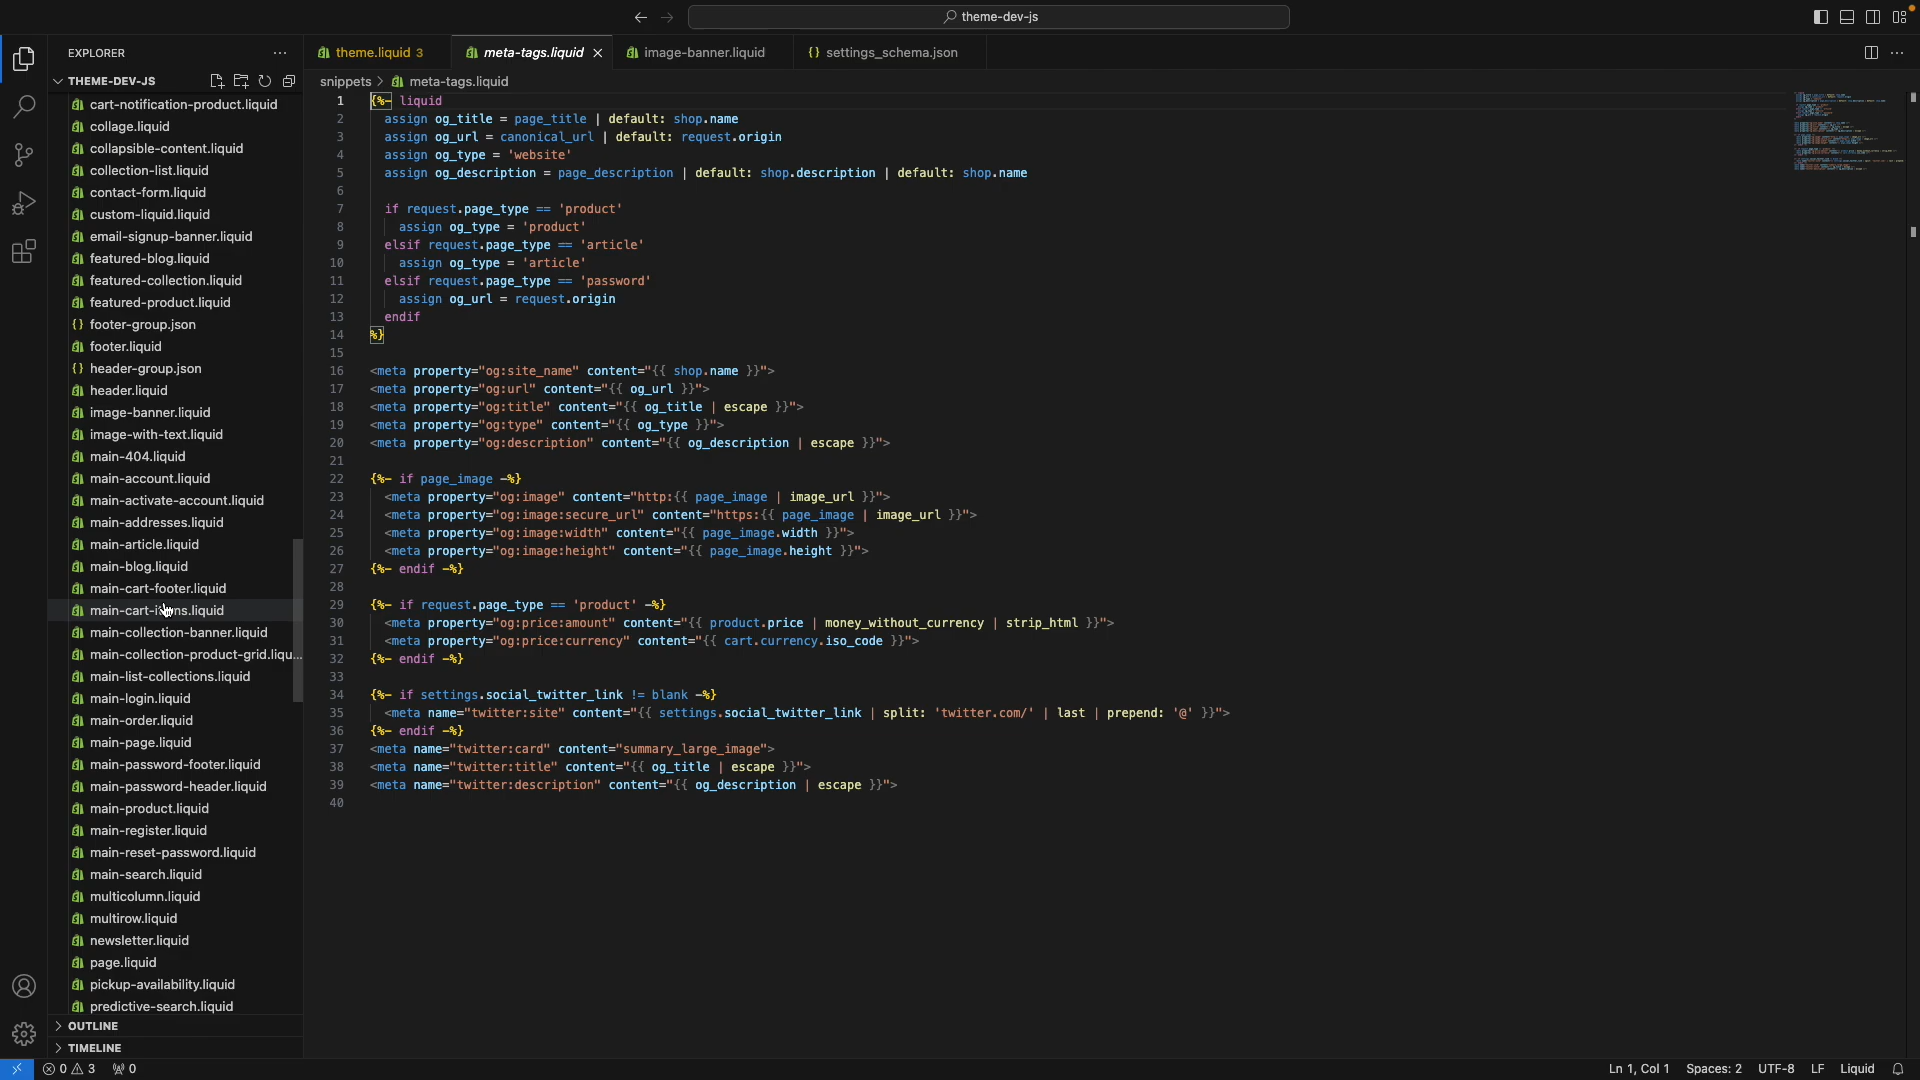 theme-dev-js
EXPLORER
THEME-DEV-JS
cart-notification-product.liquid
collage.liquid
collapsible-content.liquid
collection-list.liquid
contact-form.liquid
custom-liquid.liquid
email-signup-banner.liquid
featured-blog.liquid
featured-collection.liquid
featured-product.liquid
{} footer-group.json
footer.liquid
{} header-group.json
header.liquid
image-banner.liquid
image-with-text.liquid
main-404.liquid
main-account.liquid
main-activate-account.liquid
main-addresses.liquid
main-article.liquid
main-blog.liquid
main-cart-footer.liquid
main-cart-items.liquid
main-collection-banner.liquid
main-collection-product-grid.liqu...
main-list-collections.liquid
main-login.liquid
main-order.liquid
main-page.liquid
main-password-footer.liquid
main-password-header.liquid
main-product.liquid
main-register.liquid
main-reset-password.liquid
main-search.liquid
multicolumn.liquid
multirow.liquid
newsletter.liquid
page.liquid
pickup-availability.liquid
predictive-search.liquid
OUTLINE
TIMELINE
theme.liquid 3
meta-tags.liquid
image-banner.liquid
{} settings_schema.json
snippets > meta-tags.liquid
1 {%- liquid
2 assign og_title = page_title | default: shop.name
3 assign og_url = canonical_url | default: request.origin
4 assign og_type = 'website'
5 assign og_description = page_description | default: shop.description | default: shop.name
6
7 if request.page_type == 'product'
8 assign og_type = 'product'
9 elsif request.page_type == 'article'
10 assign og_type = 'article'
11 elsif request.page_type == 'password'
12 assign og_url = request.origin
13 endif
14 %}
15
16 <meta property="og:site_name" content="{{ shop.name }}">
17 <meta property="og:url" content="{{ og_url }}">
18 <meta property="og:title" content="{{ og_title | escape }}">
19 <meta property="og:type" content="{{ og_type }}">
20 <meta property="og:description" content="{{ og_description | escape }}">
21
22 {%- if page_image -%}
23 <meta property="og:image" content="http:{{ page_image | image_url }}">
24 <meta property="og:image:secure_url" content="https:{{ page_image | image_url }}">
25 <meta property="og:image:width" content="{{ page_image.width }}">
26 <meta property="og:image:height" content="{{ page_image.height }}">
27 {%- endif -%}
28
29 {%- if request.page_type == 'product' -%}
30 <meta property="og:price:amount" content="{{ product.price | money_without_currency | strip_html }}">
31 <meta property="og:price:currency" content="{{ cart.currency.iso_code }}">
32 {%- endif -%}
33
34 {%- if settings.social_twitter_link != blank -%}
35 <meta name="twitter:site" content="{{ settings.social_twitter_link | split: 'twitter.com/' | last | prepend: '@' }}">
36 {%- endif -%}
37 <meta name="twitter:card" content="summary_large_image">
38 <meta name="twitter:title" content="{{ og_title | escape }}">
39 <meta name="twitter:description" content="{{ og_description | escape }}">
40
0 3 0
Ln 1, Col 1 Spaces: 2 UTF-8 LF Liquid